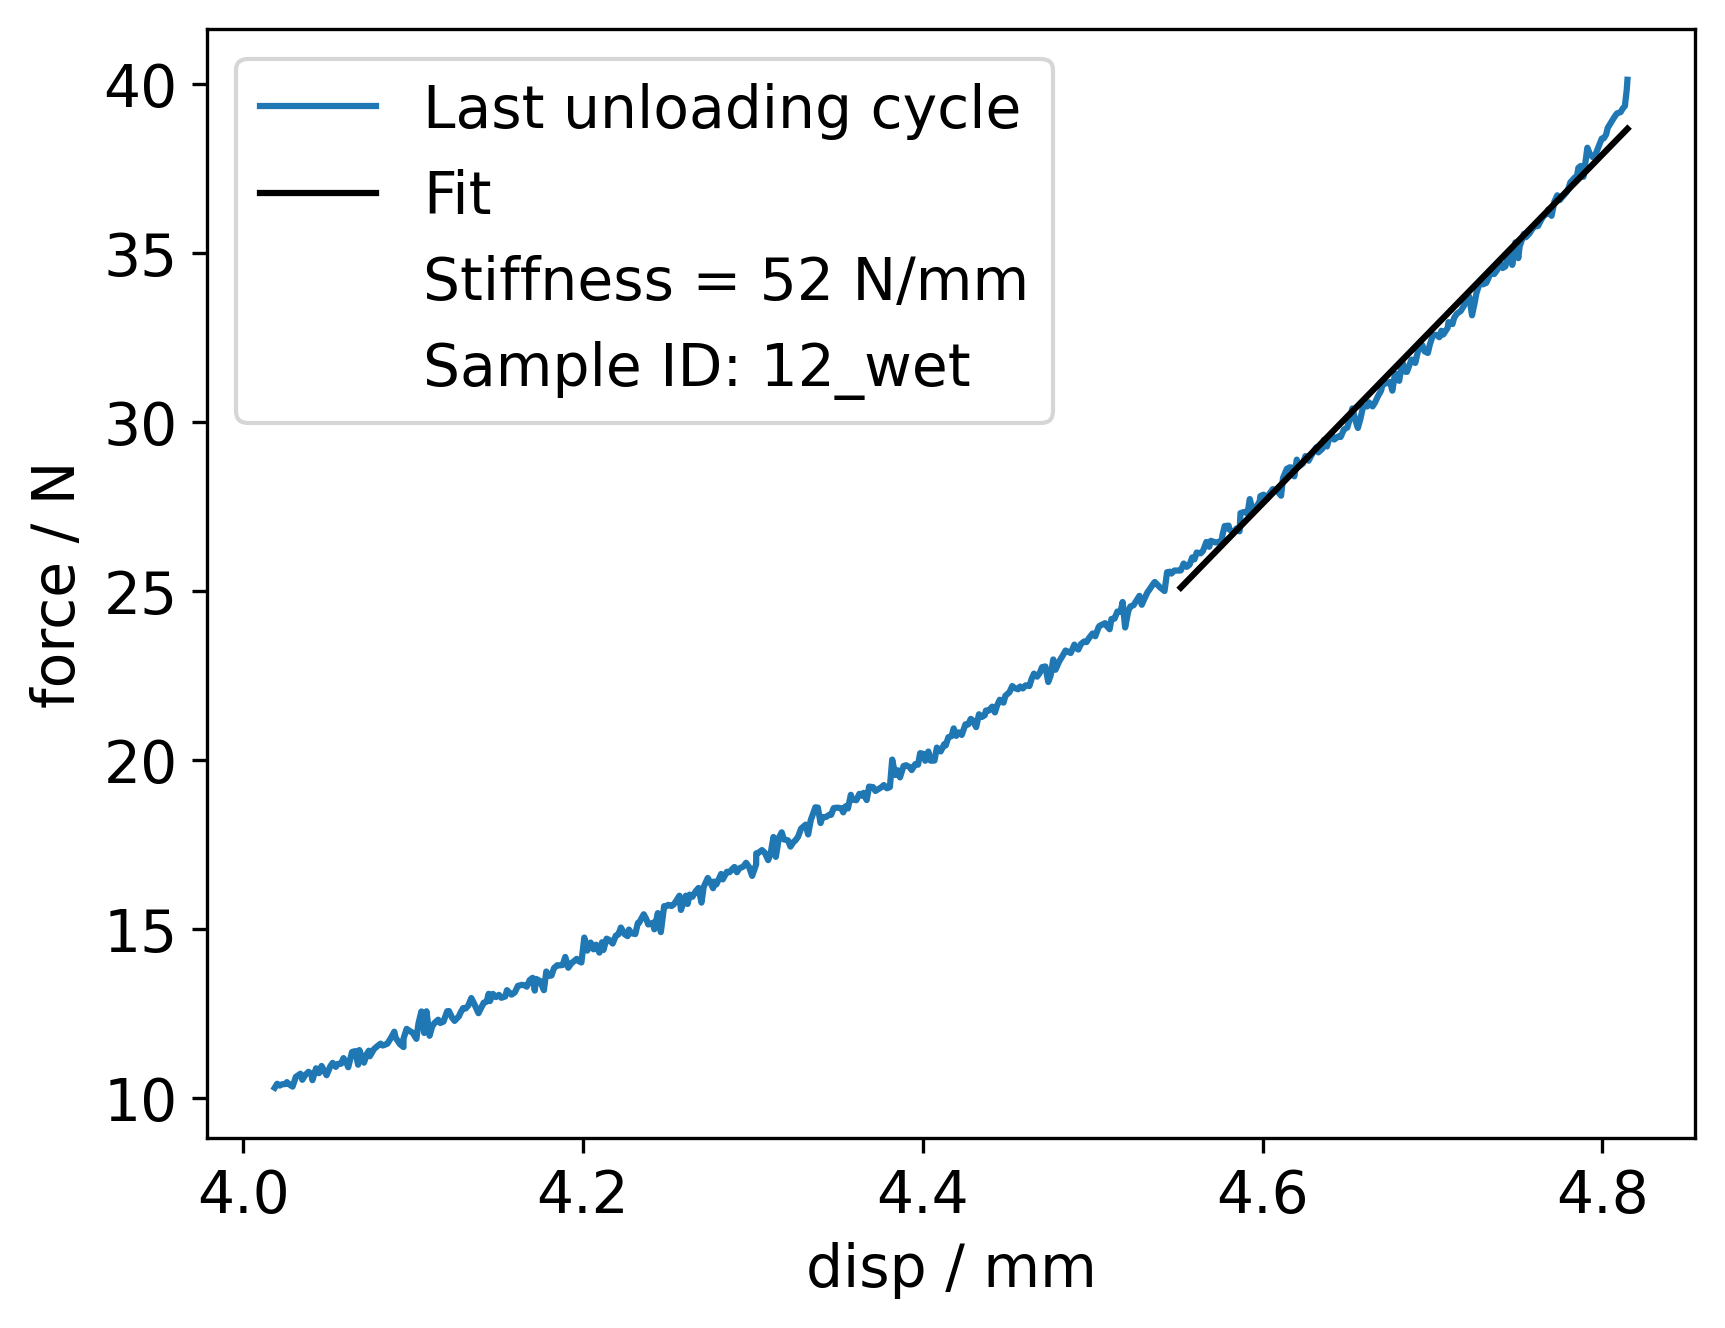 Last unloading cycle
Fit
Stiffness = 52 N/mm
Sample ID: 12_wet
40
35
30
25
20
15
10
force / N
4.0 4.2 4.4 4.6 4.8
disp / mm